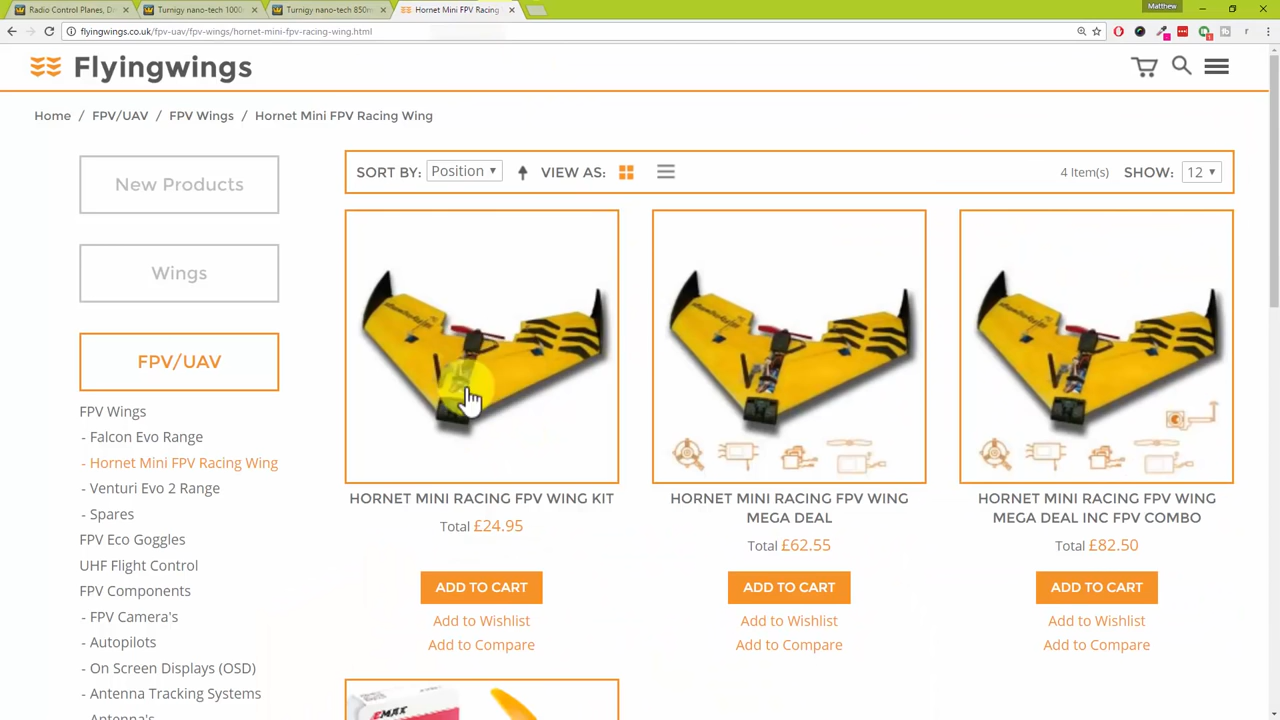 Matthew
Radio Control Planes, D
Turnigy nano-tech 1000
Turnigy nano-tech 850m
Hornet Mini FPV Racing
flyingwings.co.uk/fpv-uav/fpv-wings/hornet-mini-fpv-racing-wing.html
Flyingwings
Home / FPV/UAV / FPV Wings / Hornet Mini FPV Racing Wing
New Products
Wings
FPV/UAV
FPV Wings
- Falcon Evo Range
- Hornet Mini FPV Racing Wing
- Venturi Evo 2 Range
- Spares
FPV Eco Goggles
UHF Flight Control
FPV Components
- FPV Camera's
- Autopilots
- On Screen Displays (OSD)
- Antenna Tracking Systems
- Antenna's
SORT BY: Position VIEW AS: 4 Item(s) SHOW: 12
HORNET MINI RACING FPV WING KIT
Total £24.95
ADD TO CART
Add to Wishlist
Add to Compare
HORNET MINI RACING FPV WING
MEGA DEAL
Total £62.55
ADD TO CART
Add to Wishlist
Add to Compare
HORNET MINI RACING FPV WING
MEGA DEAL INC FPV COMBO
Total £82.50
ADD TO CART
Add to Wishlist
Add to Compare
EMAX